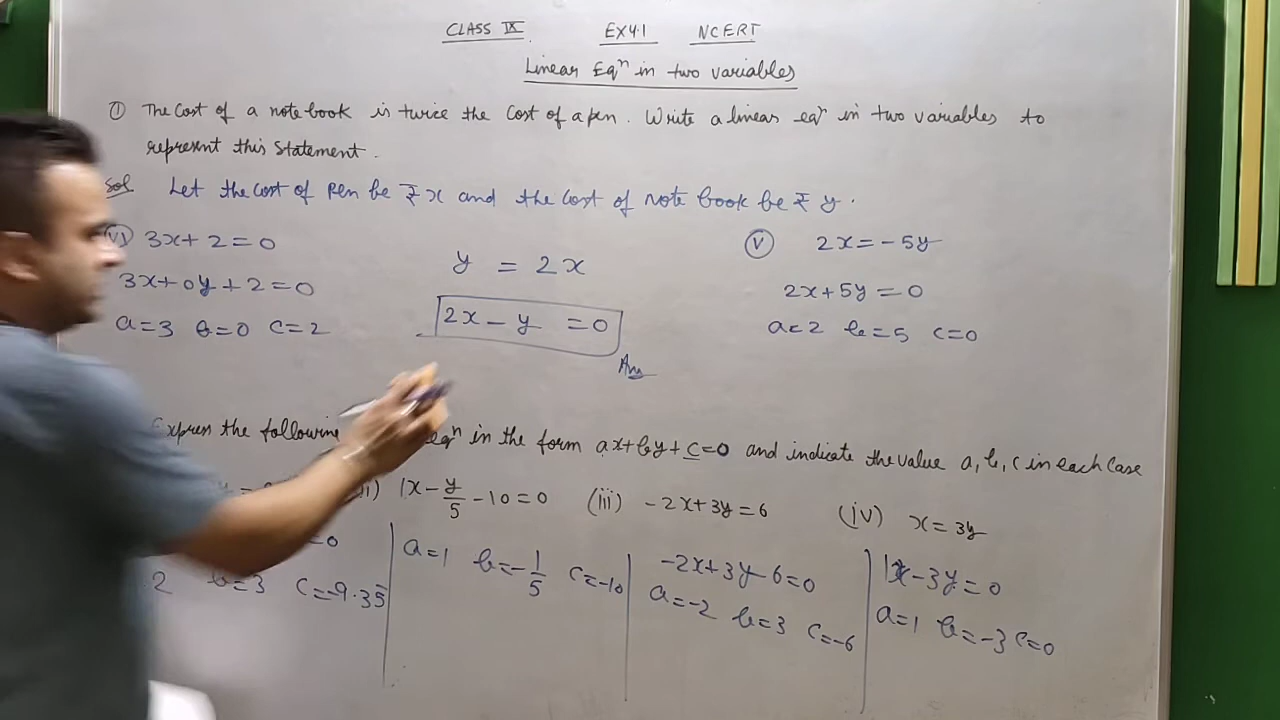 CLASS IX EX4.1 NCERT
Linear Eqⁿ in two variables
① The Cost of a note book is twice the Cost of a pen. Write a linear eqⁿ in two variables to
represent this statement.
Sol Let the cost of Pen be ₹ x and the cost of note book be ₹ y.
(vi) 3x+2=0
3x+0y+2=0
a=3 b=0 c=2
y = 2x
2x-y =0
Ans
(v) 2x=-5y
2x+5y=0
a=2 b=5 c=0
Express the following eqⁿ in the form ax+by+c=0 and indicate the value a, b, c in each case
1x-y/5-10=0 (iii) -2x+3y=6 (iv) x=3y
=0
2 b=3 c=-9.35
a=1 b=-1/5 c=-10
-2x+3y-6=0
a=-2 b=3 c=-6
1x-3y=0
a=1 b=-3 c=0